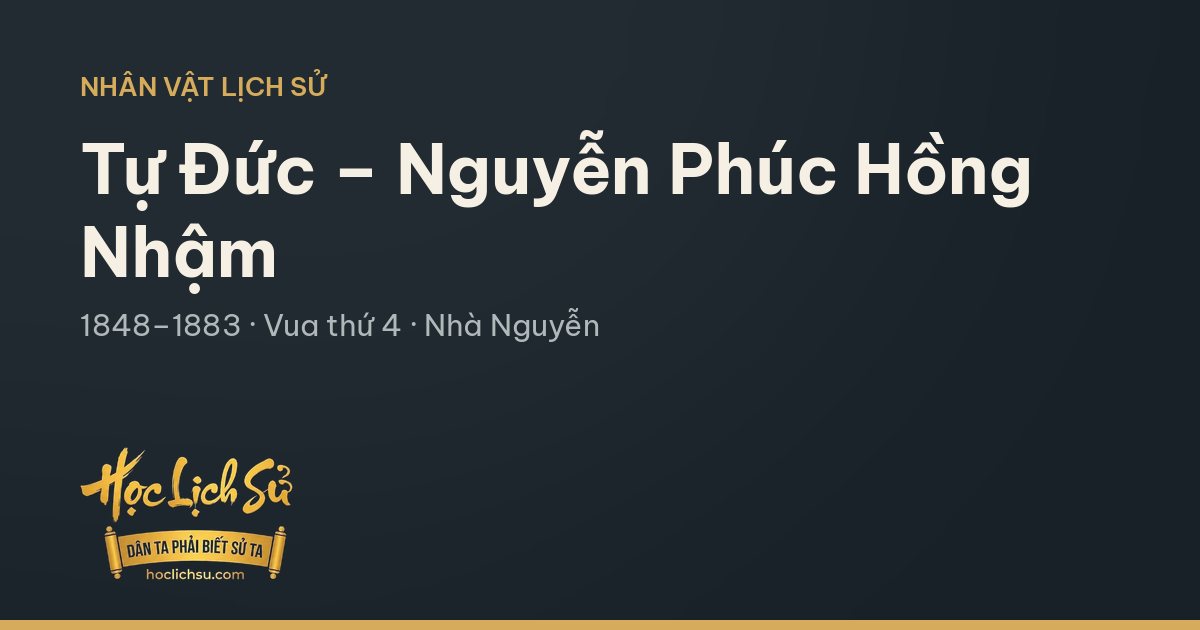 NHÂN VẬT LỊCH SỬ
Tự Đức – Nguyễn Phúc Hồng
Nhậm
1848–1883 · Vua thứ 4 · Nhà Nguyễn
Học Lịch Sử
DÂN TA PHẢI BIẾT SỬ TA
hoclichsu.com